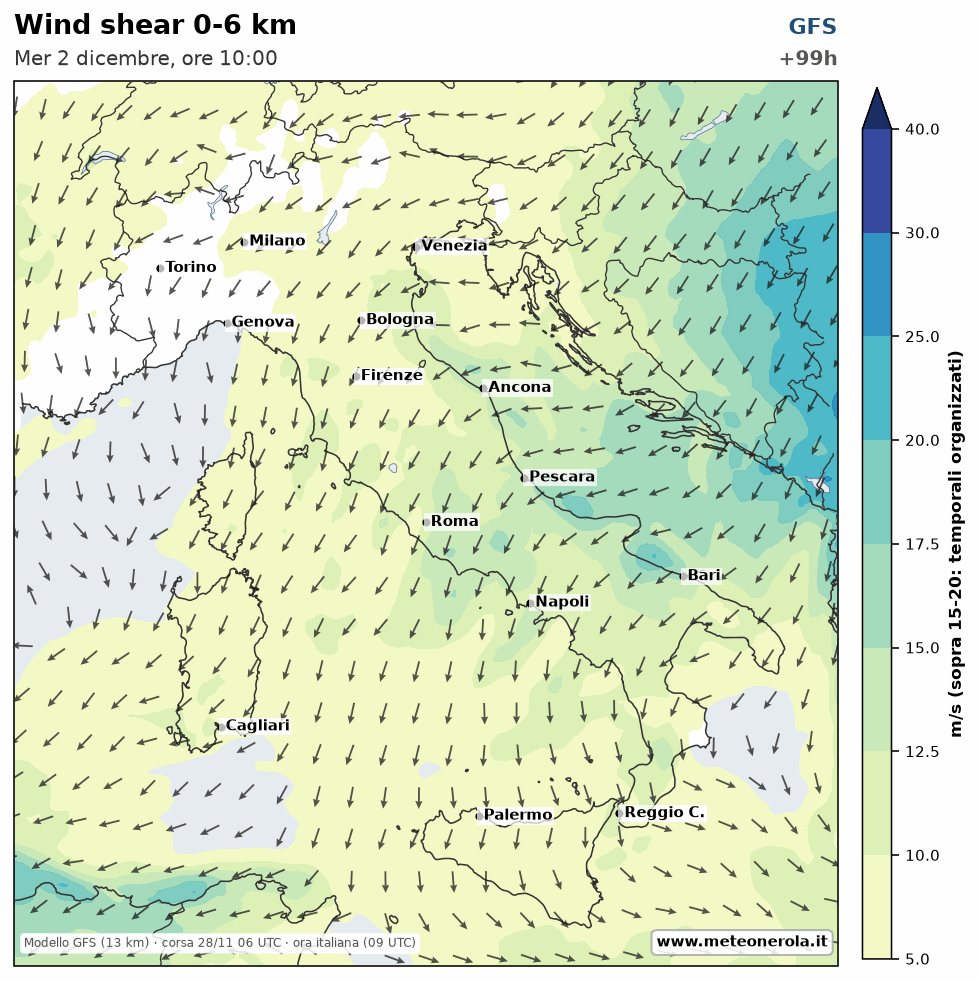 Wind shear 0-6 km
GFS
Mer 2 dicembre, ore 10:00
+99h
40.0
30.0
25.0
20.0
17.5
15.0
12.5
10.0
5.0
m/s (sopra 15-20: temporali organizzati)
Milano
Venezia
Torino
Genova
Bologna
Firenze
Ancona
Pescara
Roma
Bari
Napoli
Cagliari
Palermo
Reggio C.
Modello GFS (13 km) · corsa 28/11 06 UTC · ora italiana (09 UTC)
www.meteonerola.it